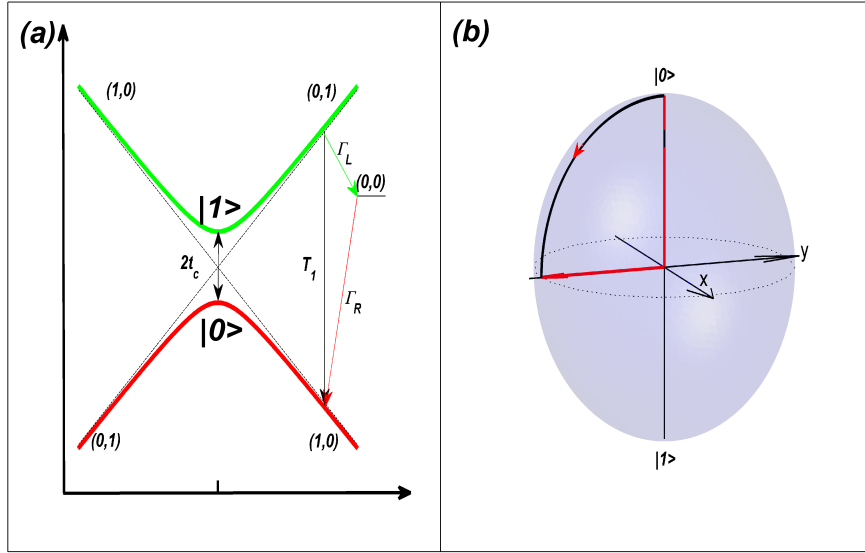 (a)
(1,0)
(0,1)
Γ_L
(0,0)
|1>
2t_c
T_1
Γ_R
|0>
(0,1)
(1,0)
(b)
|0>
y
x
|1>